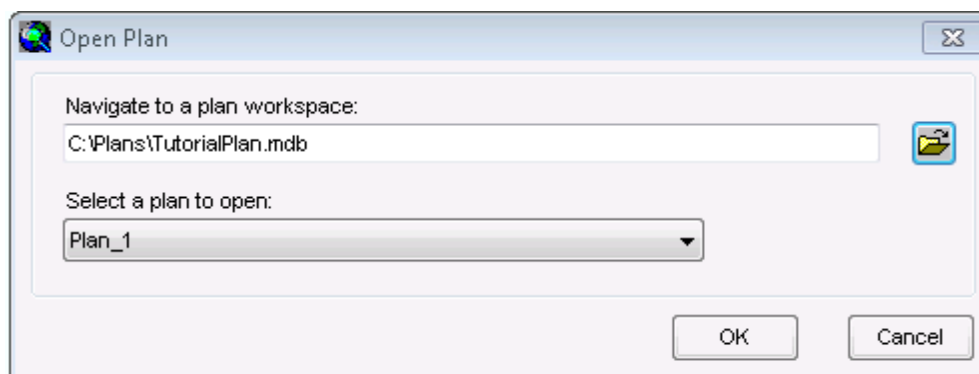 Open Plan
Navigate to a plan workspace:
C:\Plans\TutorialPlan.mdb
Select a plan to open:
Plan_1
OK
Cancel